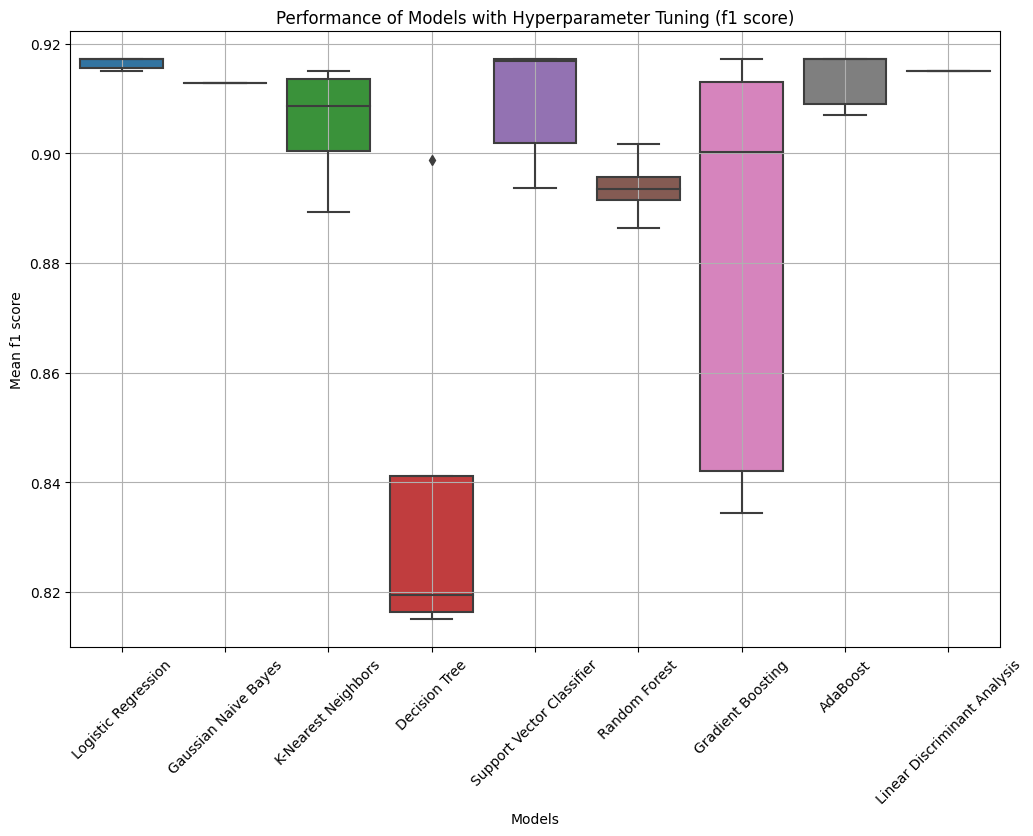 Performance of Models with Hyperparameter Tuning (f1 score)
0.92
0.90
0.88
0.86
0.84
0.82
Mean f1 score
Logistic Regression
Gaussian Naive Bayes
K-Nearest Neighbors
Decision Tree
Support Vector Classifier
Random Forest
Gradient Boosting
AdaBoost
Linear Discriminant Analysis
Models